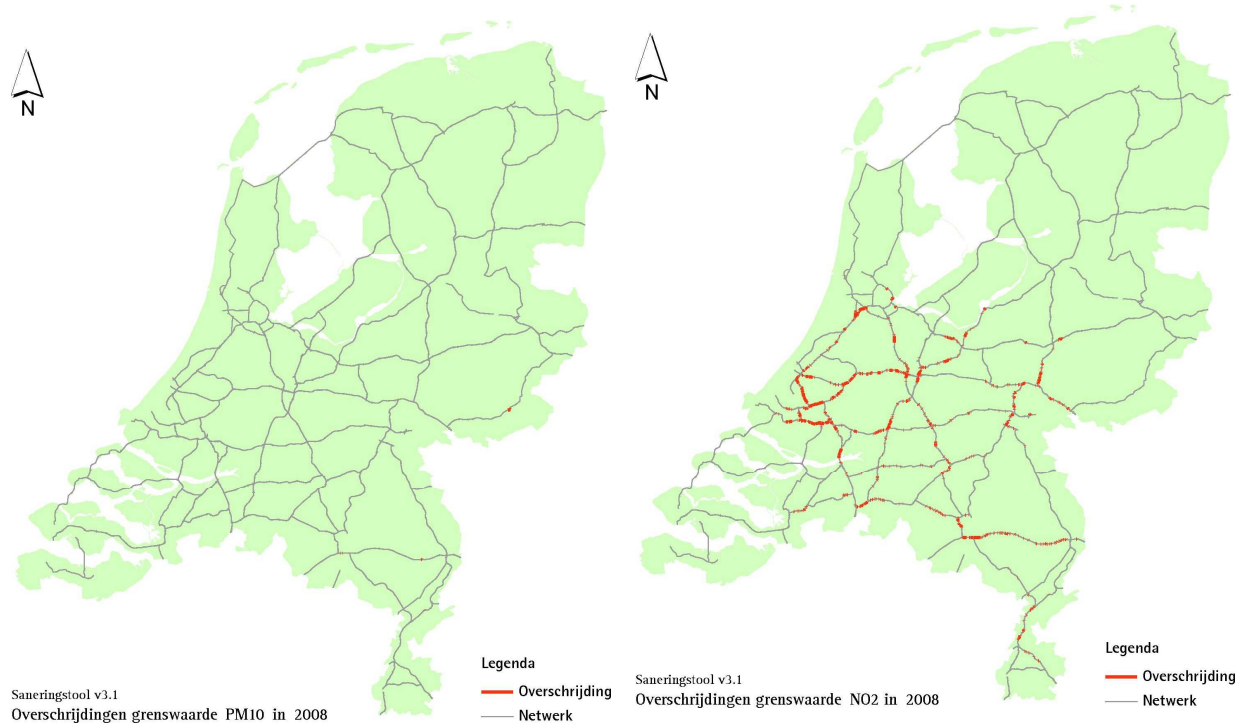 N
Legenda
Overschrijding
Netwerk
Saneringstool v3.1
Overschrijdingen grenswaarde PM10 in 2008
N
Legenda
Overschrijding
Netwerk
Saneringstool v3.1
Overschrijdingen grenswaarde NO2 in 2008